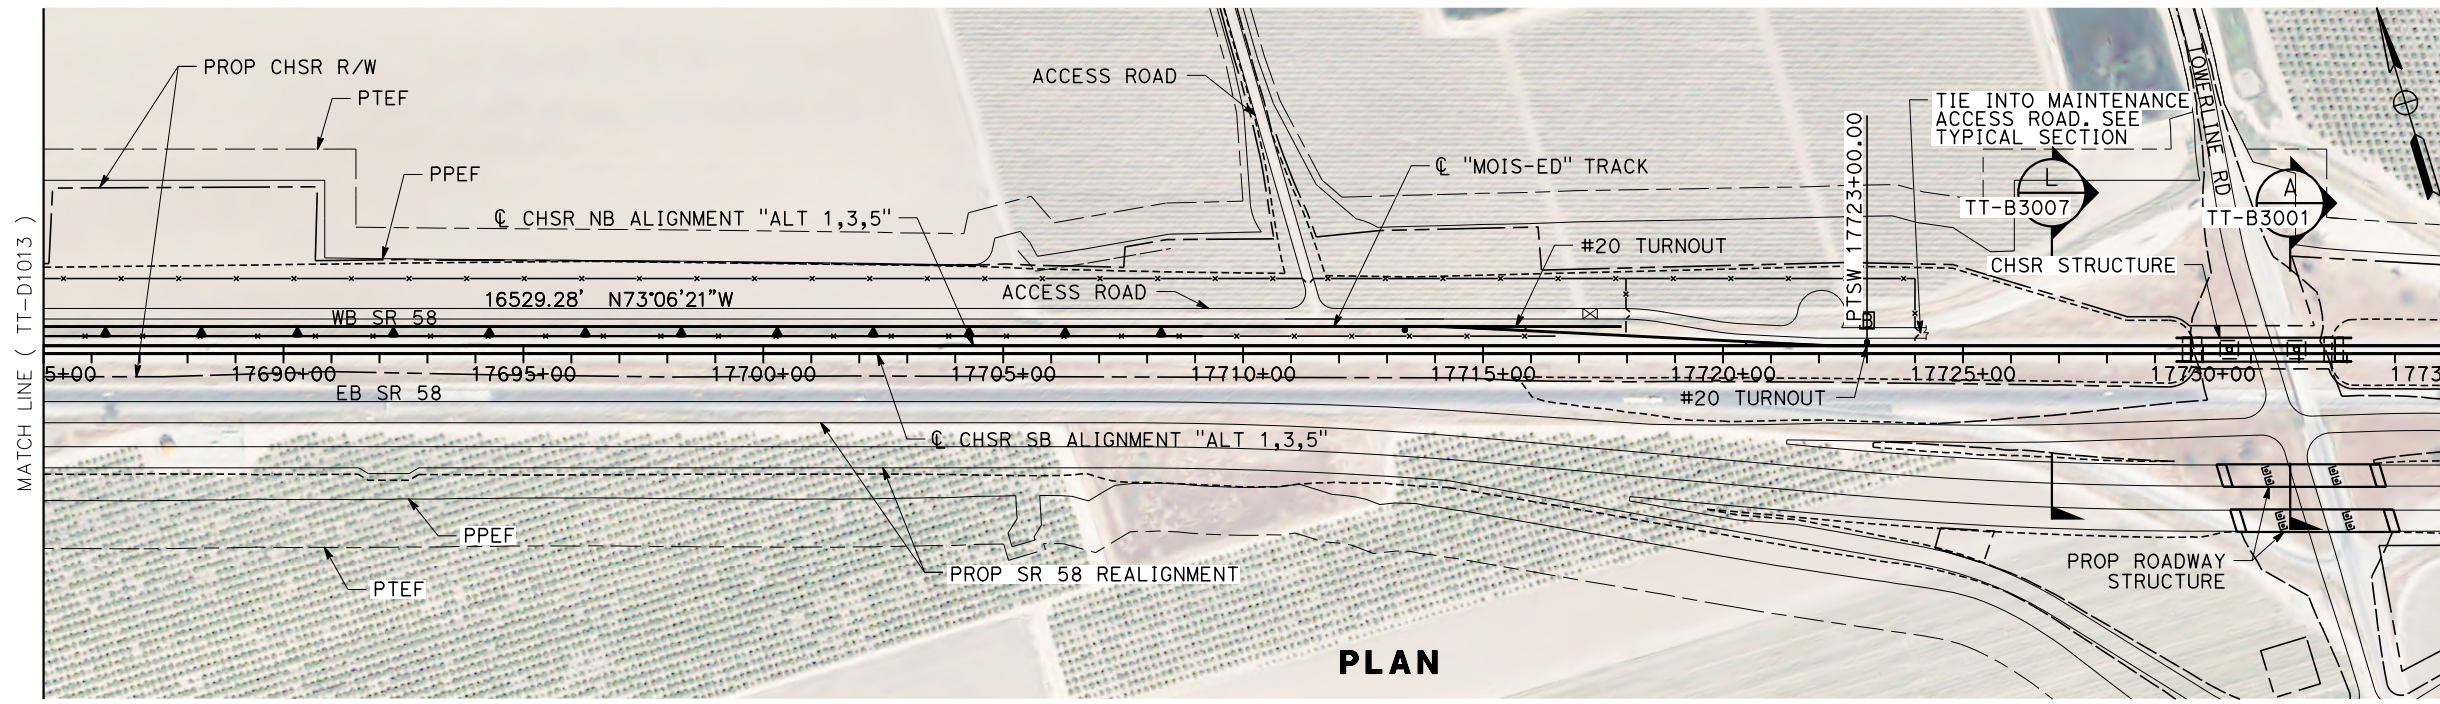 PROP CHSR R/W
PTEF
PPEF
ACCESS ROAD
℄ "MOIS-ED" TRACK
℄ CHSR NB ALIGNMENT "ALT 1,3,5"
#20 TURNOUT
PTSW 17723+00.00
TIE INTO MAINTENANCE
ACCESS ROAD. SEE
TYPICAL SECTION
TOWERLINE RD
L
TT-B3007
A
TT-B3001
CHSR STRUCTURE
MATCH LINE ( TT-D1013 )
16529.28' N73°06'21"W
ACCESS ROAD
WB SR 58
B
5+00
17690+00
17695+00
17700+00
17705+00
17710+00
17715+00
17720+00
17725+00
17730+00
1773
EB SR 58
#20 TURNOUT
℄ CHSR SB ALIGNMENT "ALT 1,3,5"
PPEF
PTEF
PROP SR 58 REALIGNMENT
PROP ROADWAY
STRUCTURE
PLAN